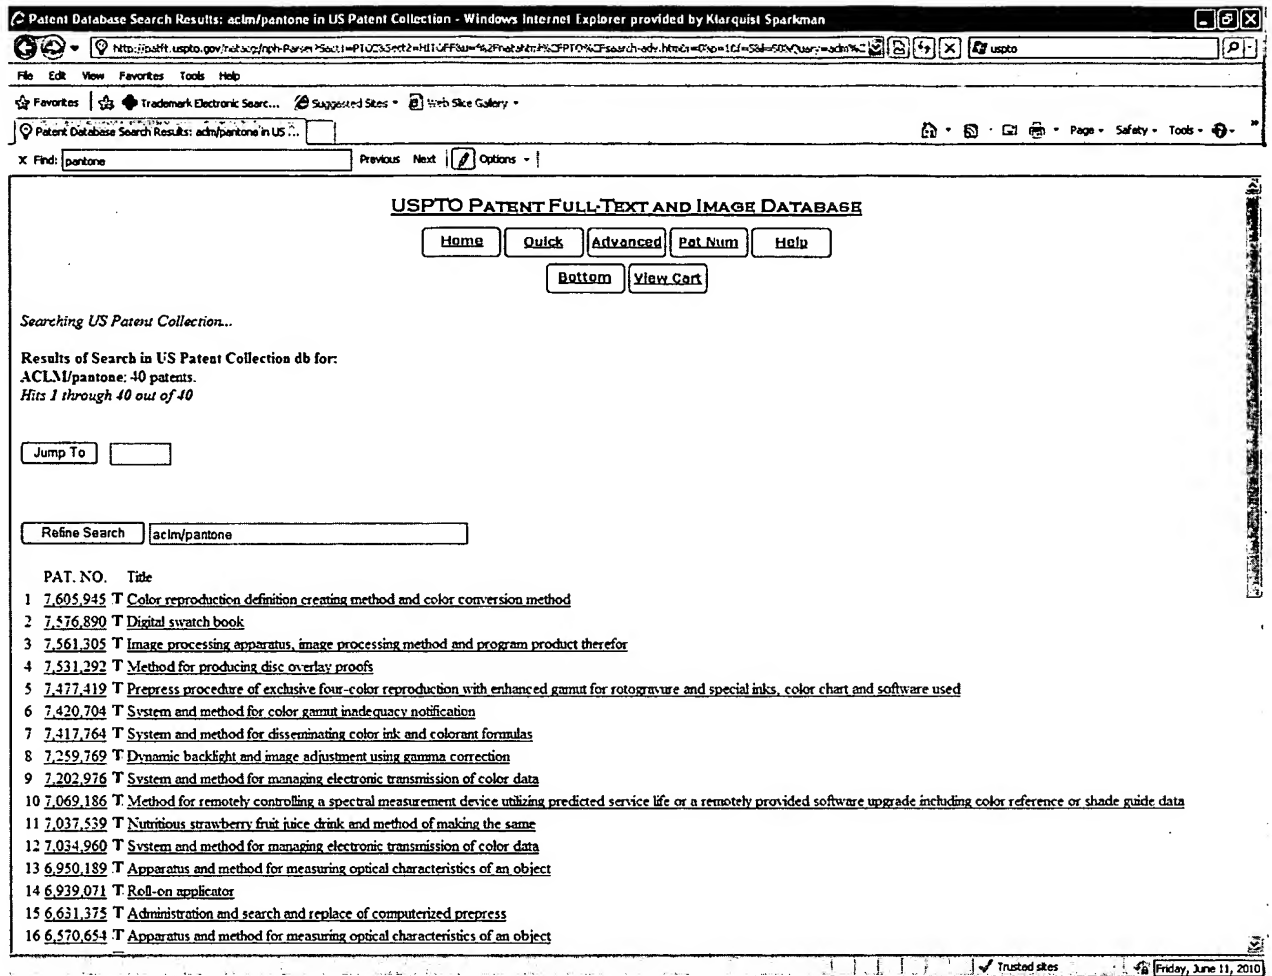 Patent Database Search Results: aclm/pantone in US Patent Collection - Windows Internet Explorer provided by Klarquist Sparkman
uspto
File Edit View Favorites Tools Help
Favorites Trademark Electronic Searc... Suggested Sites Web Slice Gallery
Patent Database Search Results: aclm/pantone in US ... Page Safety Tools
X Find: pantone Previous Next Options
USPTO PATENT FULL-TEXT AND IMAGE DATABASE
Home Quick Advanced Pat Num Help
Bottom View Cart
Searching US Patent Collection...
Results of Search in US Patent Collection db for:
ACLM/pantone: 40 patents.
Hits 1 through 40 out of 40
Jump To
Refine Search aclm/pantone
PAT. NO. Title
1 7,605,945 T Color reproduction definition creating method and color conversion method
2 7,576,890 T Digital swatch book
3 7,561,305 T Image processing apparatus, image processing method and program product therefor
4 7,531,292 T Method for producing disc overlay proofs
5 7,477,419 T Prepress procedure of exclusive four-color reproduction with enhanced gamut for rotogravure and special inks, color chart and software used
6 7,420,704 T System and method for color gamut inadequacy notification
7 7,417,764 T System and method for disseminating color ink and colorant formulas
8 7,259,769 T Dynamic backlight and image adjustment using gamma correction
9 7,202,976 T System and method for managing electronic transmission of color data
10 7,069,186 T Method for remotely controlling a spectral measurement device utilizing predicted service life or a remotely provided software upgrade including color reference or shade guide data
11 7,037,539 T Nutritious strawberry fruit juice drink and method of making the same
12 7,034,960 T System and method for managing electronic transmission of color data
13 6,950,189 T Apparatus and method for measuring optical characteristics of an object
14 6,939,071 T Roll-on applicator
15 6,631,375 T Administration and search and replace of computerized prepress
16 6,570,654 T Apparatus and method for measuring optical characteristics of an object
Trusted sites Friday, June 11, 2010